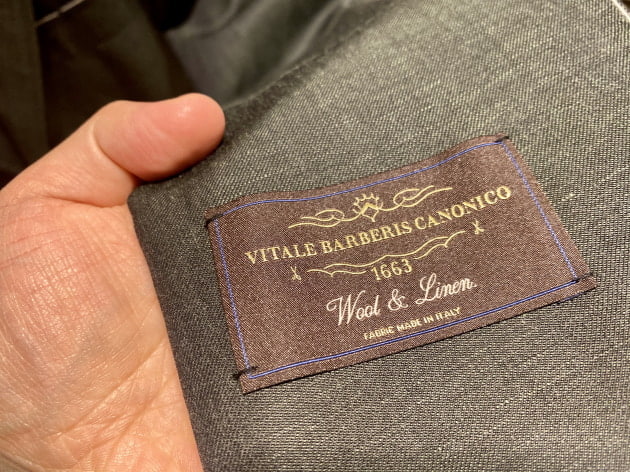 VITALE BARBERIS CANONICO
1663
Wool & Linen.
FABRIC MADE IN ITALY